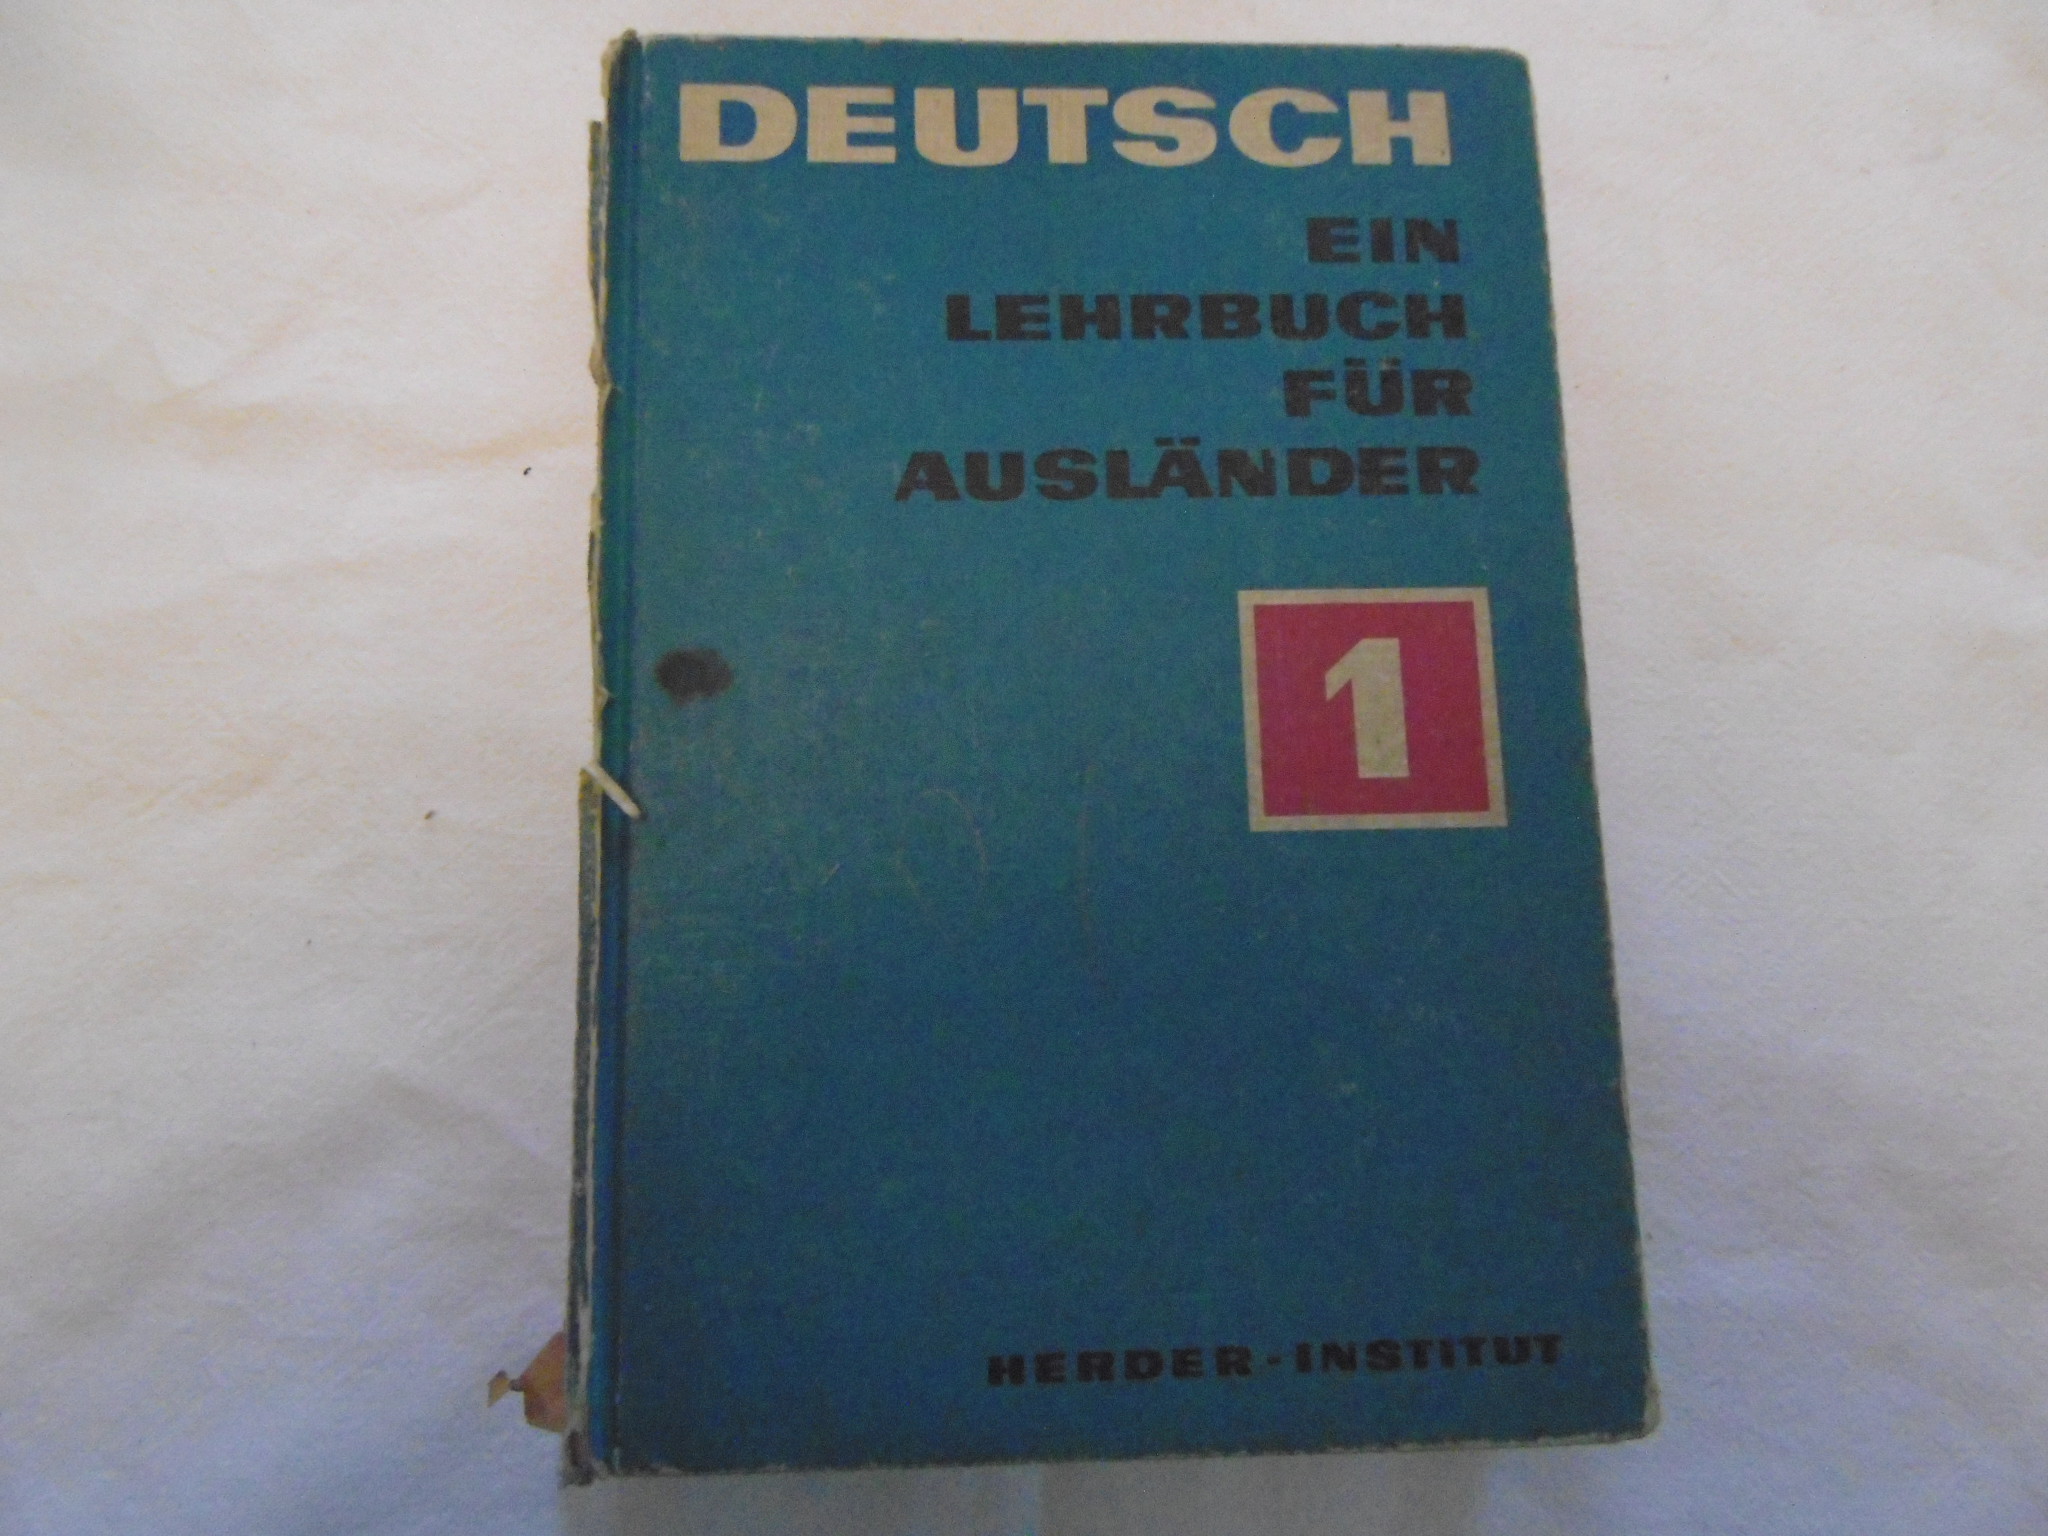 DEUTSCH
EIN
LEHRBUCH
FÜR
AUSLÄNDER
1
HERDER-INSTITUT